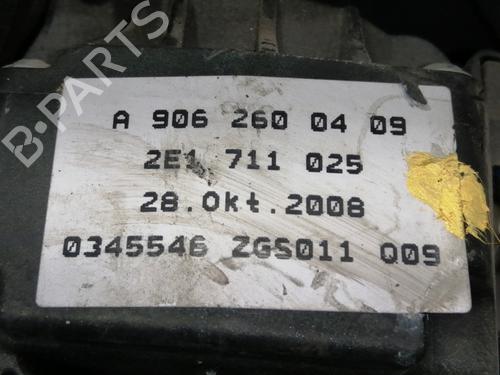 B-PARTS
A 906 260 04 09
2E1 711 025
28.Okt.2008
0345546 ZGS011 Q09